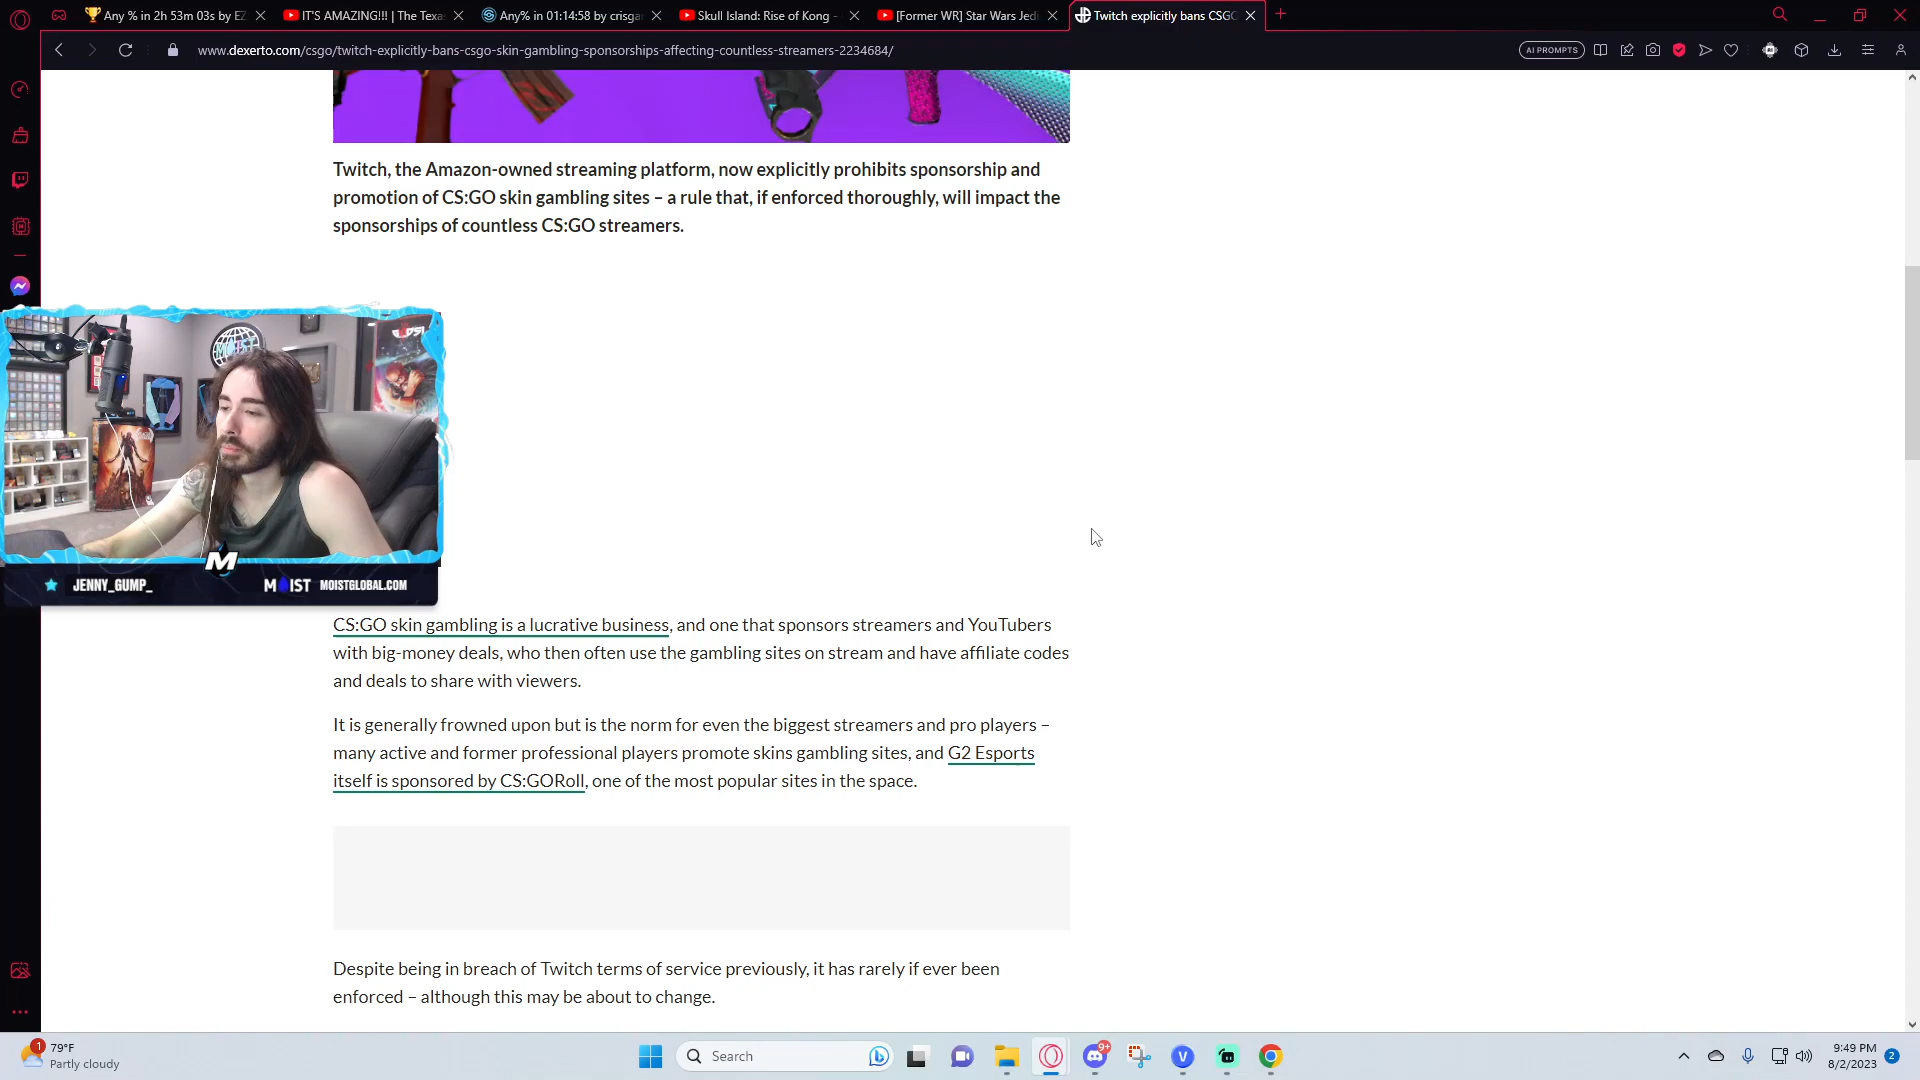 Any % in 2h 53m 03s by EZ
IT'S AMAZING!!! | The Texa
Any% in 01:14:58 by crisga
Skull Island: Rise of Kong -
[Former WR] Star Wars Jedi
Twitch explicitly bans CSGO
www.dexerto.com/csgo/twitch-explicitly-bans-csgo-skin-gambling-sponsorships-affecting-countless-streamers-2234684/
AI PROMPTS
Twitch, the Amazon-owned streaming platform, now explicitly prohibits sponsorship and
promotion of CS:GO skin gambling sites – a rule that, if enforced thoroughly, will impact the
sponsorships of countless CS:GO streamers.
MOIST
M
JENNY_GUMP_
MOIST MOISTGLOBAL.COM
CS:GO skin gambling is a lucrative business, and one that sponsors streamers and YouTubers
with big-money deals, who then often use the gambling sites on stream and have affiliate codes
and deals to share with viewers.
It is generally frowned upon but is the norm for even the biggest streamers and pro players –
many active and former professional players promote skins gambling sites, and G2 Esports
itself is sponsored by CS:GORoll, one of the most popular sites in the space.
Despite being in breach of Twitch terms of service previously, it has rarely if ever been
enforced – although this may be about to change.
1
79°F
Partly cloudy
Search
9+
V
9:49 PM
8/2/2023
2